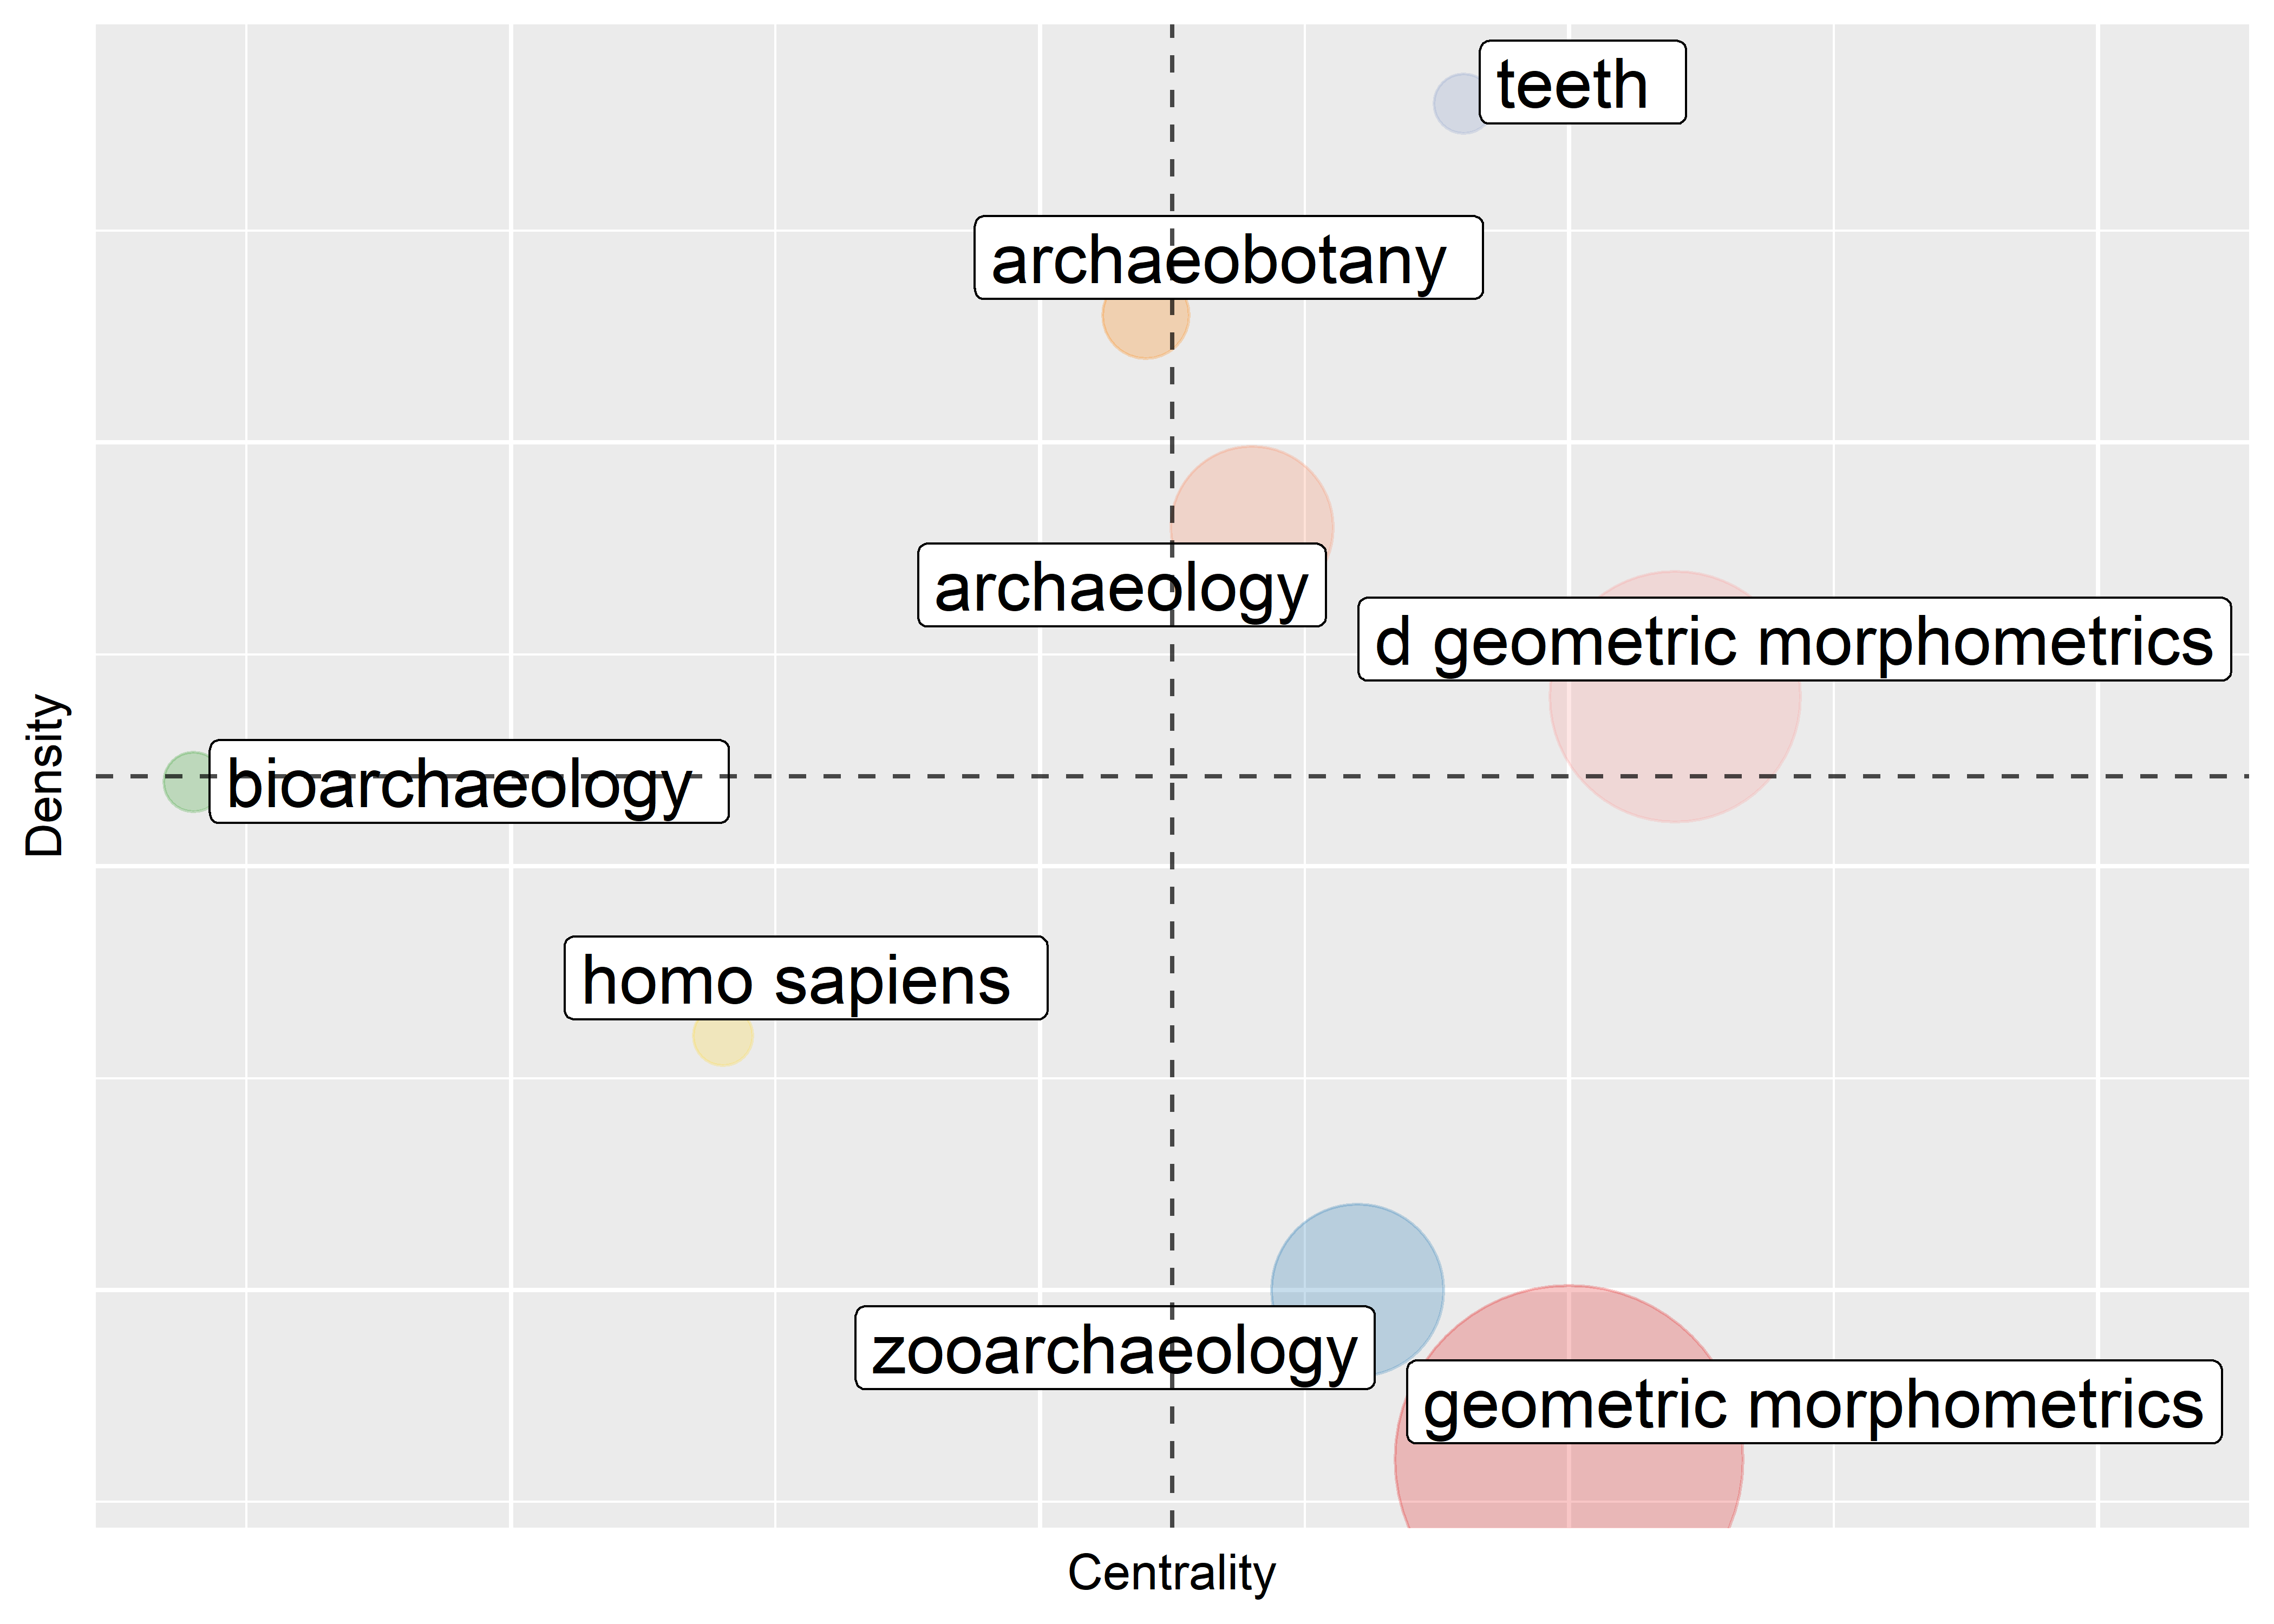 teeth
archaeobotany
archaeology
d geometric morphometrics
bioarchaeology
homo sapiens
zooarchaeology
geometric morphometrics
Density
Centrality